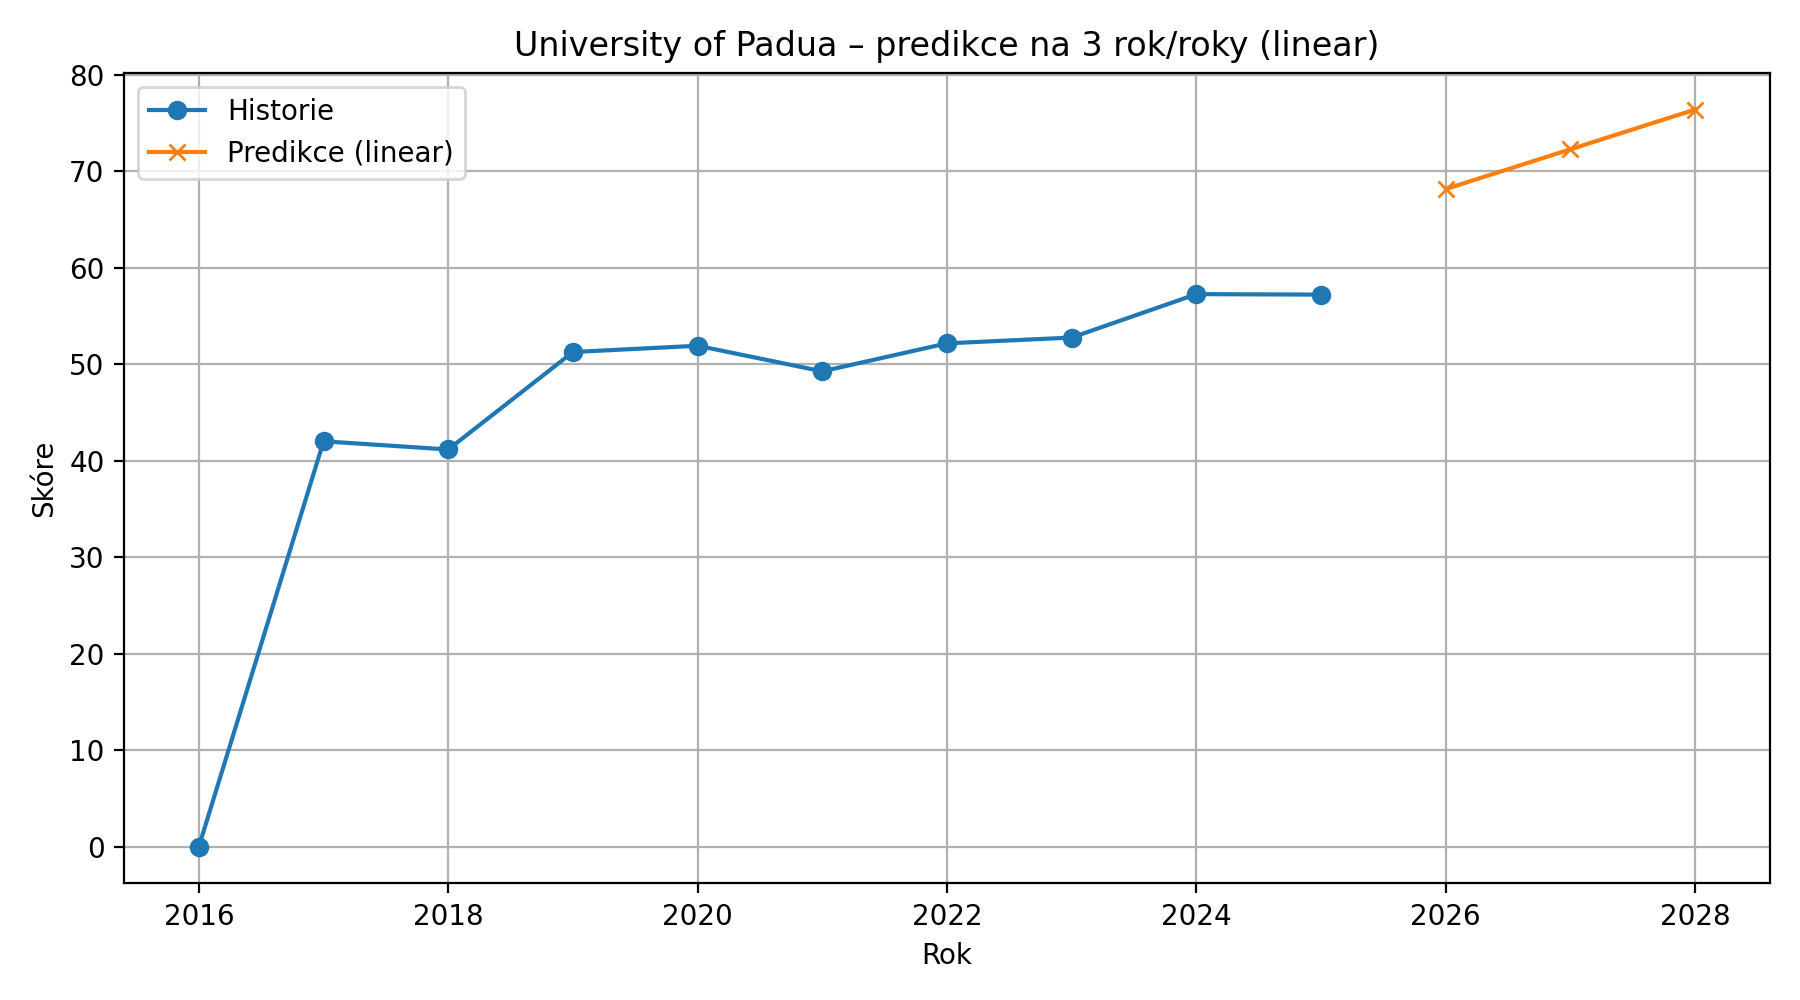 University of Padua – predikce na 3 rok/roky (linear)
Historie
Predikce (linear)
Skóre
80
70
60
50
40
30
20
10
0
2016 2018 2020 2022 2024 2026 2028
Rok